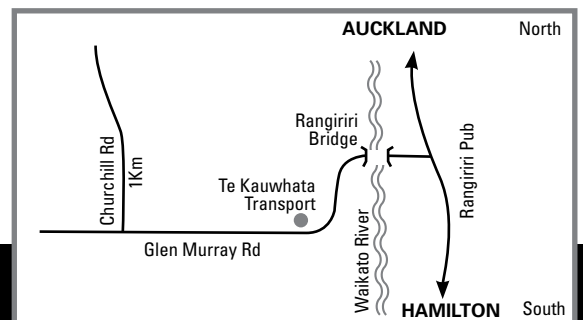 AUCKLAND
North
Rangiriri
Bridge
Churchill Rd
1Km
Te Kauwhata
Transport
Rangiriri Pub
Glen Murray Rd
Waikato River
HAMILTON
South